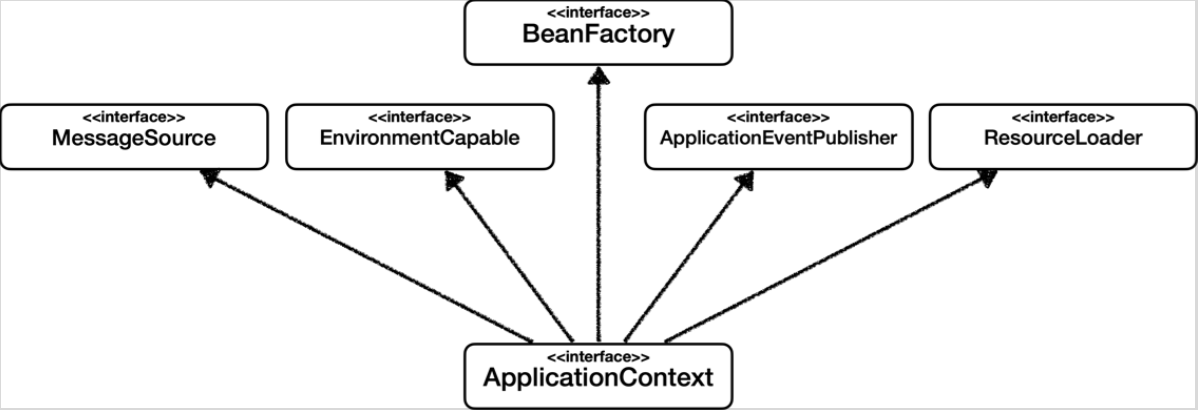 <<interface>>
BeanFactory
<<interface>>
MessageSource
<<interface>>
EnvironmentCapable
<<interface>>
ApplicationEventPublisher
<<interface>>
ResourceLoader
<<interface>>
ApplicationContext